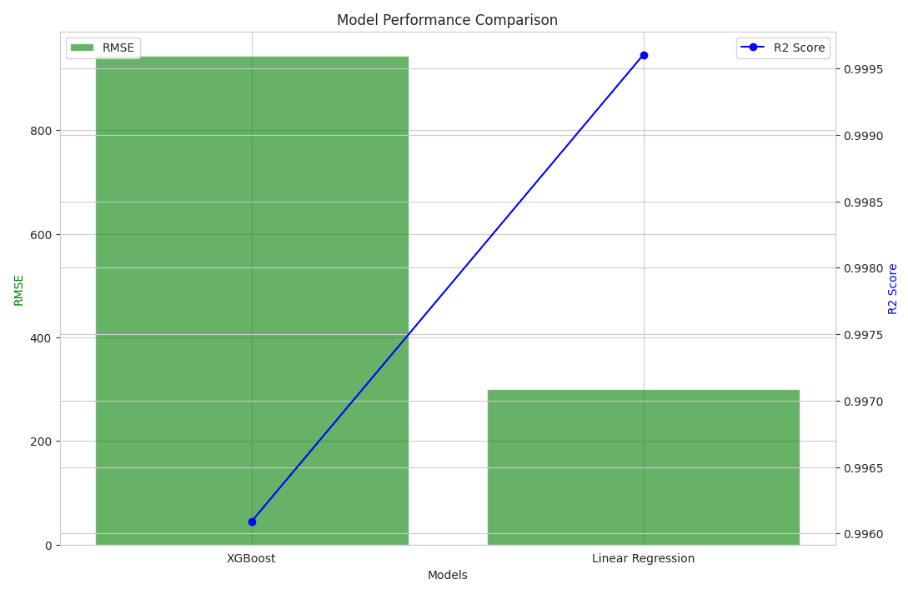 Model Performance Comparison
RMSE
R2 Score
800
600
400
200
0
RMSE
0.9995
0.9990
0.9985
0.9980
0.9975
0.9970
0.9965
0.9960
R2 Score
XGBoost
Linear Regression
Models